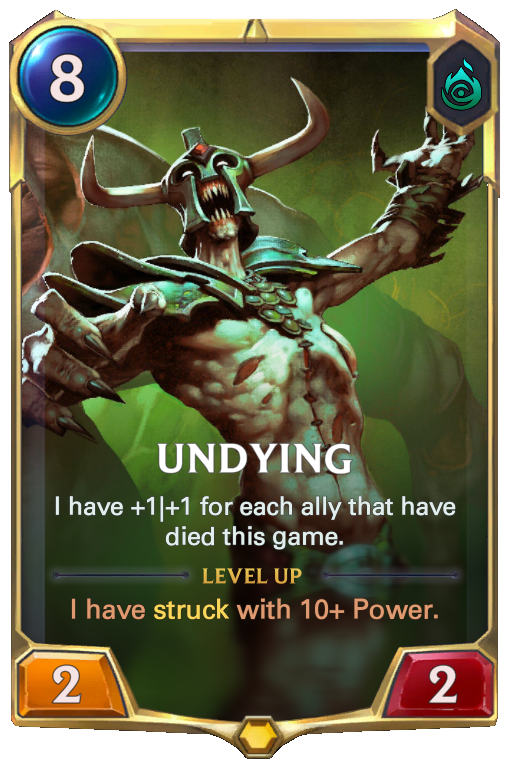 8
UNDYING
I have +1|+1 for each ally that have
died this game.
LEVEL UP
I have struck with 10+ Power.
2
2